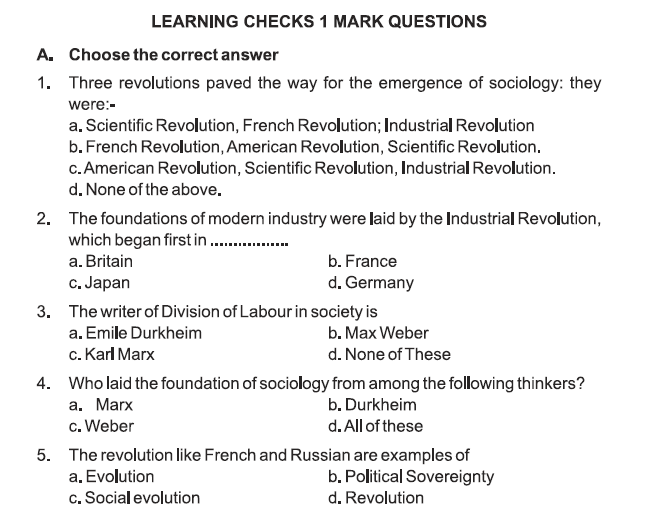 LEARNING CHECKS 1 MARK QUESTIONS
A. Choose the correct answer
1. Three revolutions paved the way for the emergence of sociology: they
were:-
a. Scientific Revolution, French Revolution; Industrial Revolution
b. French Revolution, American Revolution, Scientific Revolution.
c. American Revolution, Scientific Revolution, Industrial Revolution.
d. None of the above.
2. The foundations of modern industry were laid by the Industrial Revolution,
which began first in .................
a. Britain b. France
c. Japan d. Germany
3. The writer of Division of Labour in society is
a. Emile Durkheim b. Max Weber
c. Karl Marx d. None of These
4. Who laid the foundation of sociology from among the following thinkers?
a. Marx b. Durkheim
c. Weber d. All of these
5. The revolution like French and Russian are examples of
a. Evolution b. Political Sovereignty
c. Social evolution d. Revolution